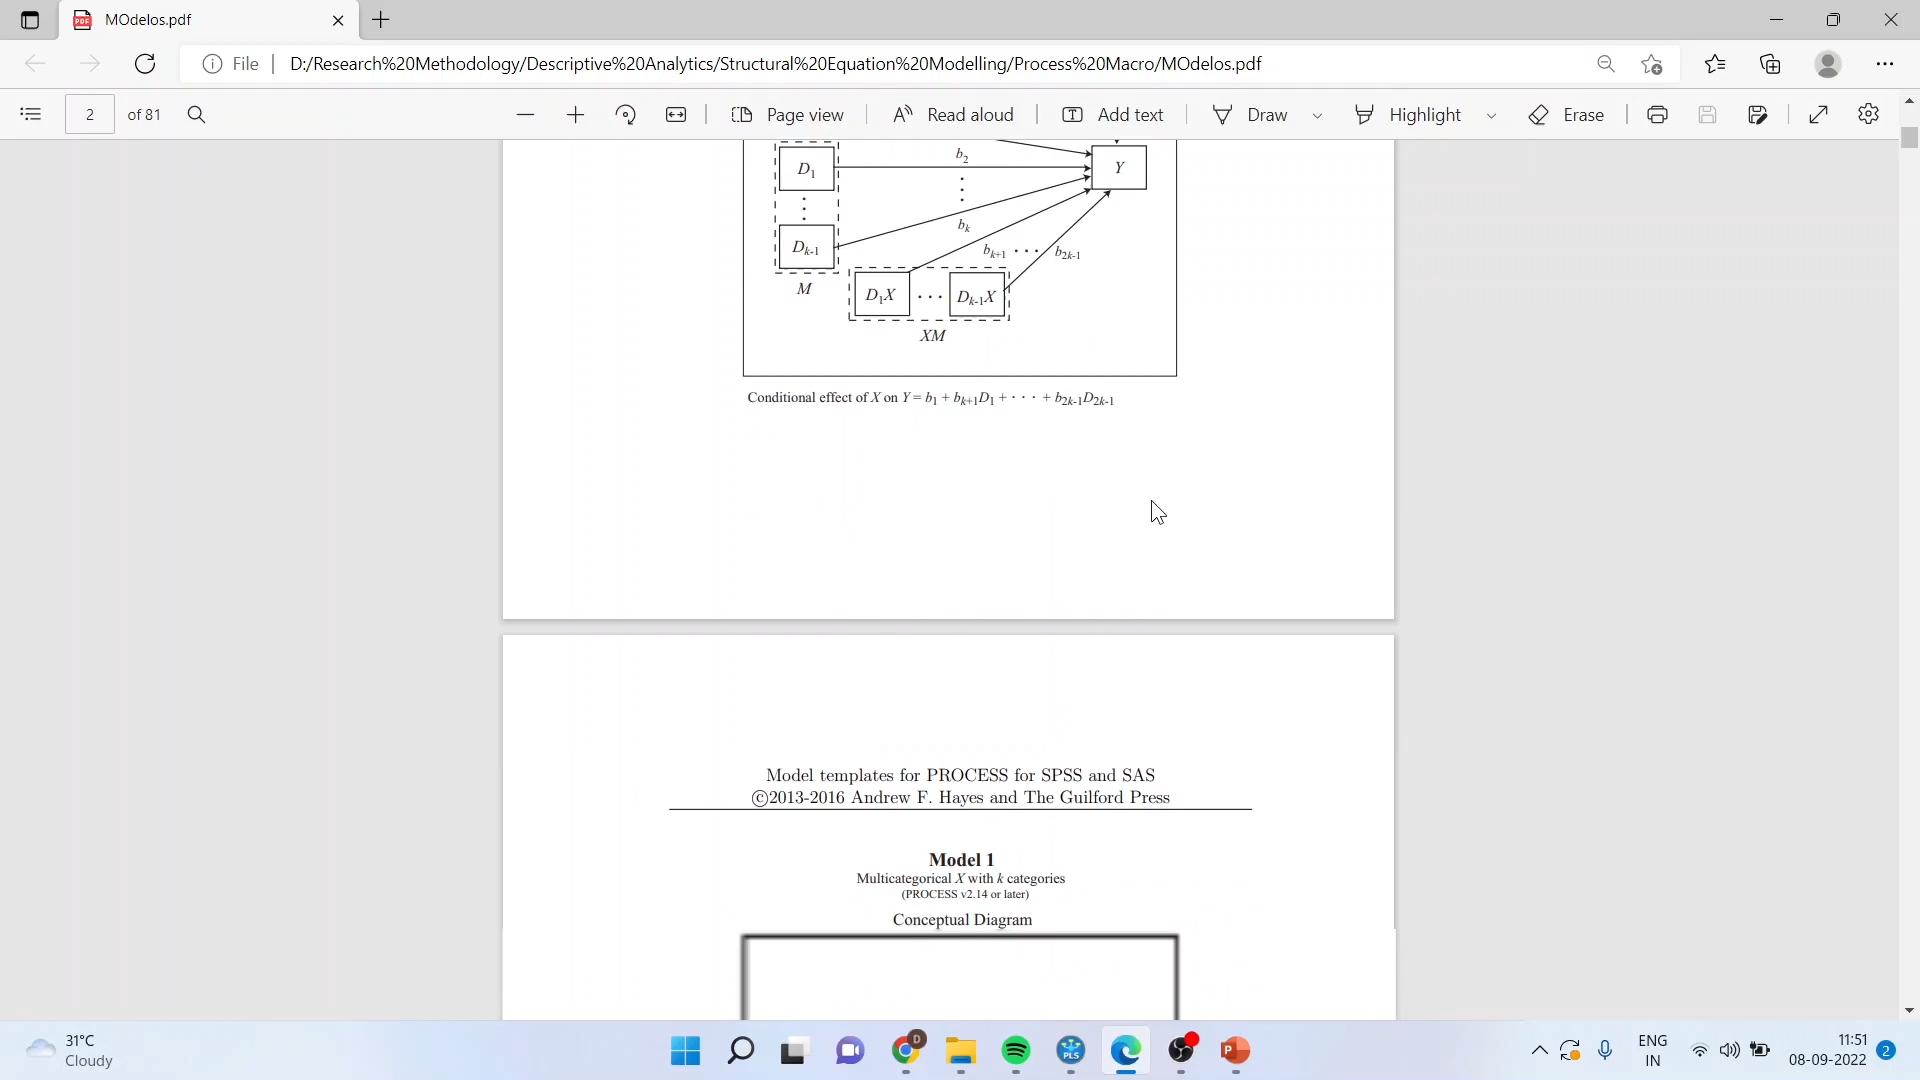 MOdelos.pdf
File
D:/Research%20Methodology/Descriptive%20Analytics/Structural%20Equation%20Modelling/Process%20Macro/MOdelos.pdf
2 of 81
Page view
Read aloud
Add text
Draw
Highlight
Erase
b2
D1
Y
bk
Dk-1
bk+1 · · · b2k-1
M
D1X · · · Dk-1X
XM
Conditional effect of X on Y = b1 + bk+1D1 + · · · + b2k-1D2k-1
Model templates for PROCESS for SPSS and SAS
©2013-2016 Andrew F. Hayes and The Guilford Press
Model 1
Multicategorical X with k categories
(PROCESS v2.14 or later)
Conceptual Diagram
31°C
Cloudy
D
PLS
P
ENG
IN
11:51
08-09-2022
2